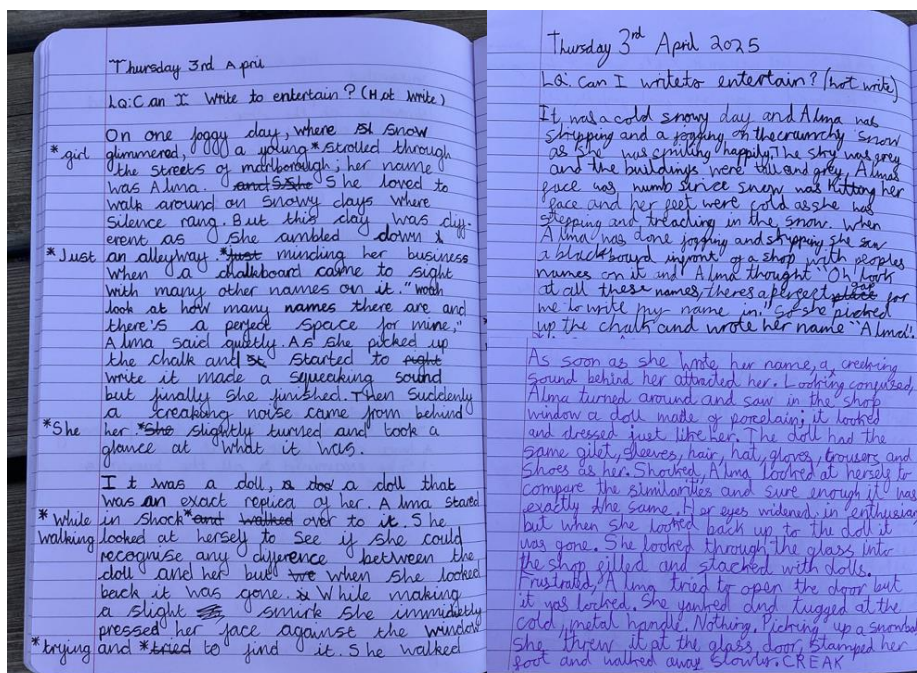 Thursday 3rd April
LQ: Can I write to entertain? (Hot write)
On one foggy day, where snow
*girl glimmered, a young * strolled through
the streets of marlborough; her name
was Alma. and She She loved to
walk around on snowy days where
silence rang. But this day was diff-
erent as she ambled down
*Just an alleyway. *just minding her business
when a chalkboard came to sight
with many other names on it. "woah
look at how many names there are and
there's a perfect space for mine,"
Alma said quietly. As she picked up
the chalk and started to right
write it made a squeaking sound
but finally she finished. Then suddenly
a creaking noise came from behind
*She her. *She slightly turned and took a
glance at what it was.
It was a doll, a doll that
was an exact replica of her. Alma stared
*while in shock *and walked over to it. She
walking looked at herself to see if she could
recognise any difference between the
doll and her but when she looked
back it was gone. While making
a slight smirk she immidietly
pressed her face against the window
*trying and *tried to find it. She walked
Thursday 3rd April 2025
LQ: Can I write to entertain? (hot write)
It was a cold snowy day and Alma was
skipping and a jogging on the craunchy snow
as she was smiling happily. The sky was grey
and the buildings were tall and grey, Almas
face was numb since snow was hitting her
face and her feet were cold as she was
stepping and treading in the snow. When
Alma was done jogging and skipping she saw
a black bourd infront of a shop with peoples
names on it and Alma thought "Oh! look
at all these names, theres a perfect place gap for
me to write my name in." So she picked
up the chalk and wrote her name "Alma".
As soon as she wrote her name, a creaking
sound behind her attracted her. Looking confused,
Alma turned around and saw in the shop
window a doll made of porcelain; it looked
and dressed just like her. The doll had the
same gilet, sleeves, hair, hat, gloves, trousers and
shoes as her. Shocked, Alma looked at herself to
compare the similarities and sure enough it was
exactly the same. Her eyes widened in enthusiasm
but when she looked back up to the doll it
was gone. She looked through the glass into
the shop filled and stacked with dolls.
Frustrated, Alma tried to open the door but
it was locked. She yanked and tugged at the
cold, metal handle. Nothing. Picking up a snowball
she threw it at the glass door, stamped her
foot and walked away slowly. CREAK